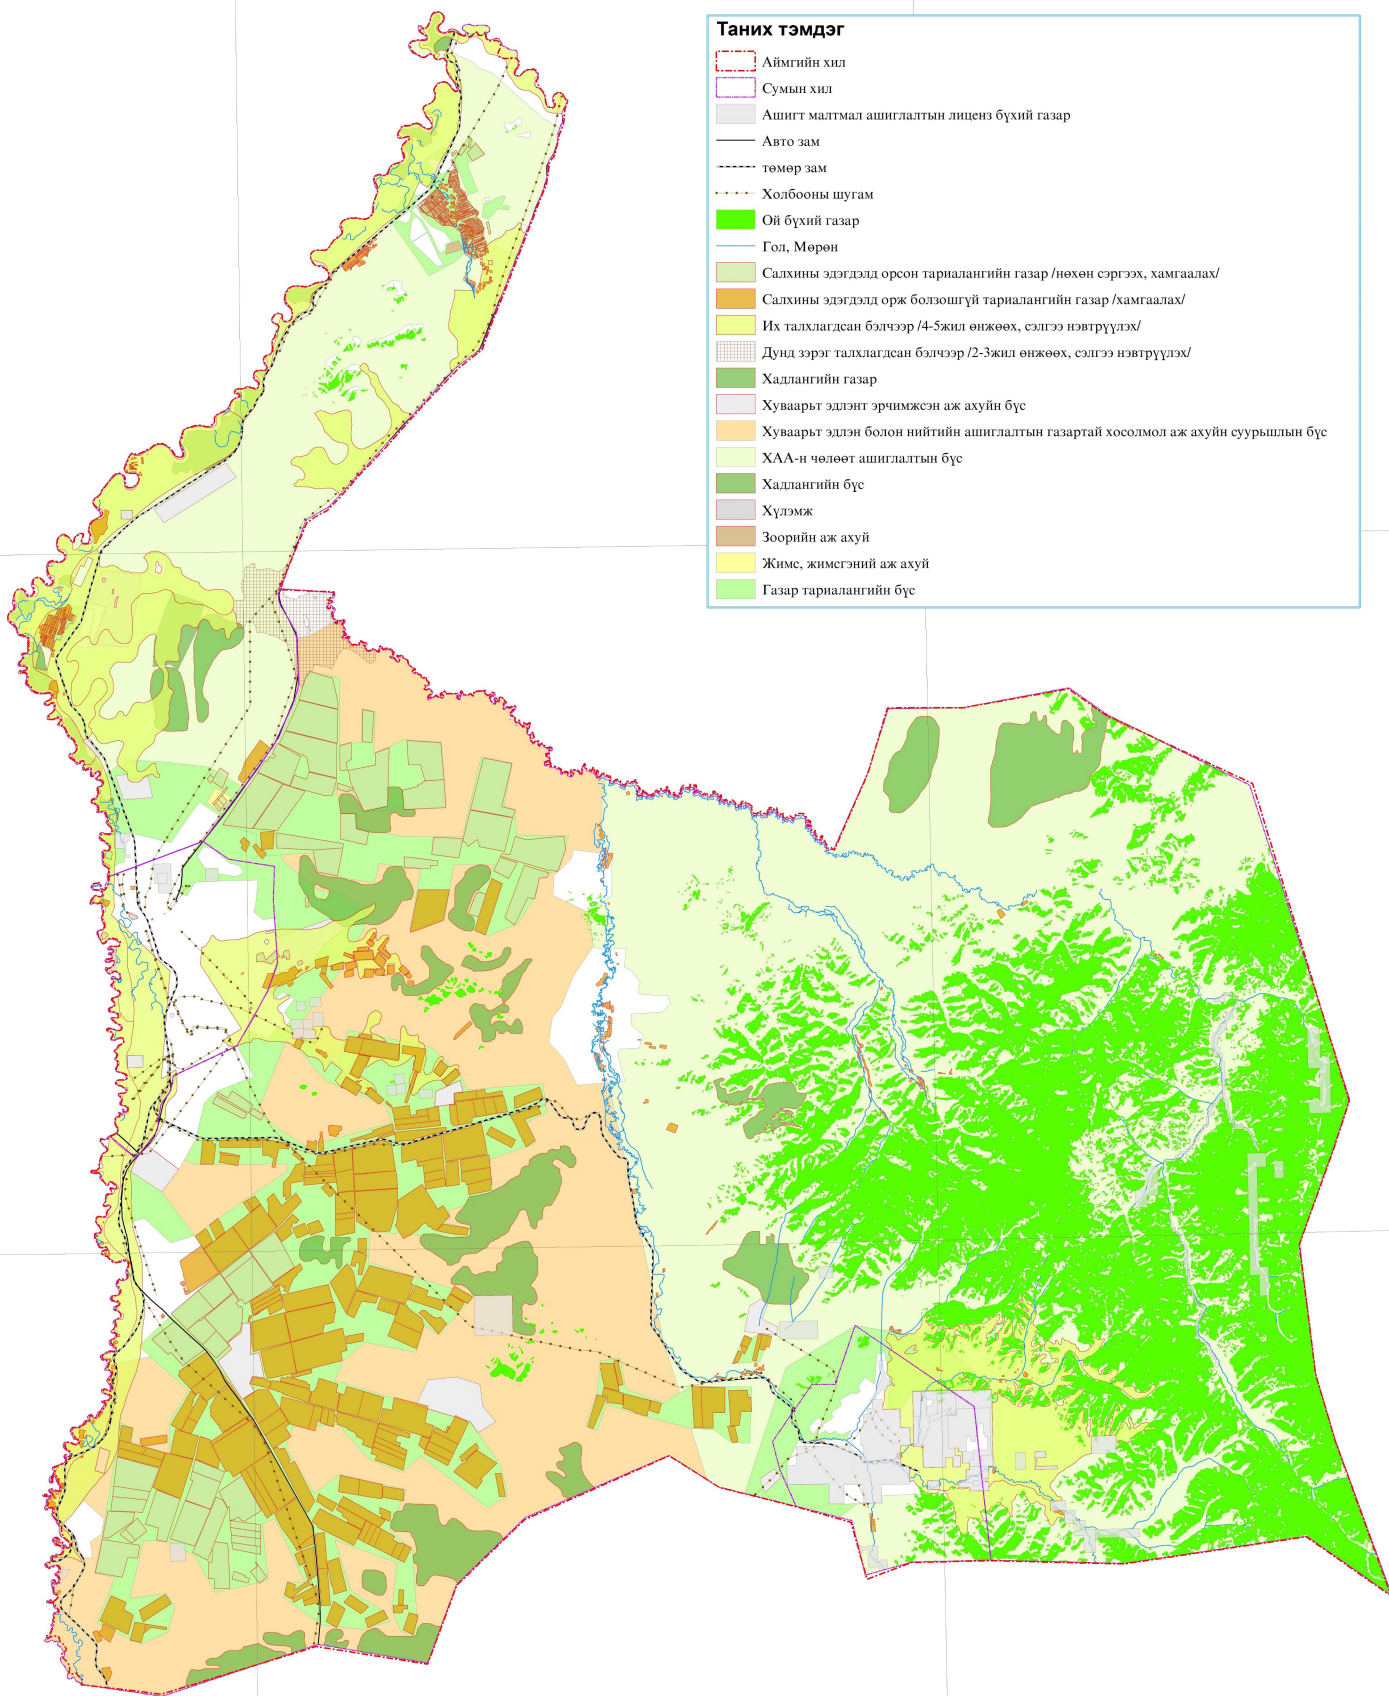 Таних тэмдэг
Аймгийн хил
Сумын хил
Ашигт малтмал ашиглалтын лиценз бүхий газар
Авто зам
төмөр зам
Холбооны шугам
Ой бүхий газар
Гол, Мөрөн
Салхины эдэгдэлд орсон тариалангийн газар /нөхөн сэргээх, хамгаалах/
Салхины эдэгдэлд орж болзошгүй тариалангийн газар /хамгаалах/
Их талхлагдсан бэлчээр /4-5жил өнжөөх, сэлгээ нэвтрүүлэх/
Дунд зэрэг талхлагдсан бэлчээр /2-3жил өнжөөх, сэлгээ нэвтрүүлэх/
Хадлангийн газар
Хуваарьт эдлэнт эрчимжсэн аж ахуйн бүс
Хуваарьт эдлэн болон нийтийн ашиглалтын газартай хосолмол аж ахуйн суурьшлын бүс
ХАА-н чөлөөт ашиглалтын бүс
Хадлангийн бүс
Хүлэмж
Зоорийн аж ахуй
Жимс, жимсгэний аж ахуй
Газар тариалангийн бүс